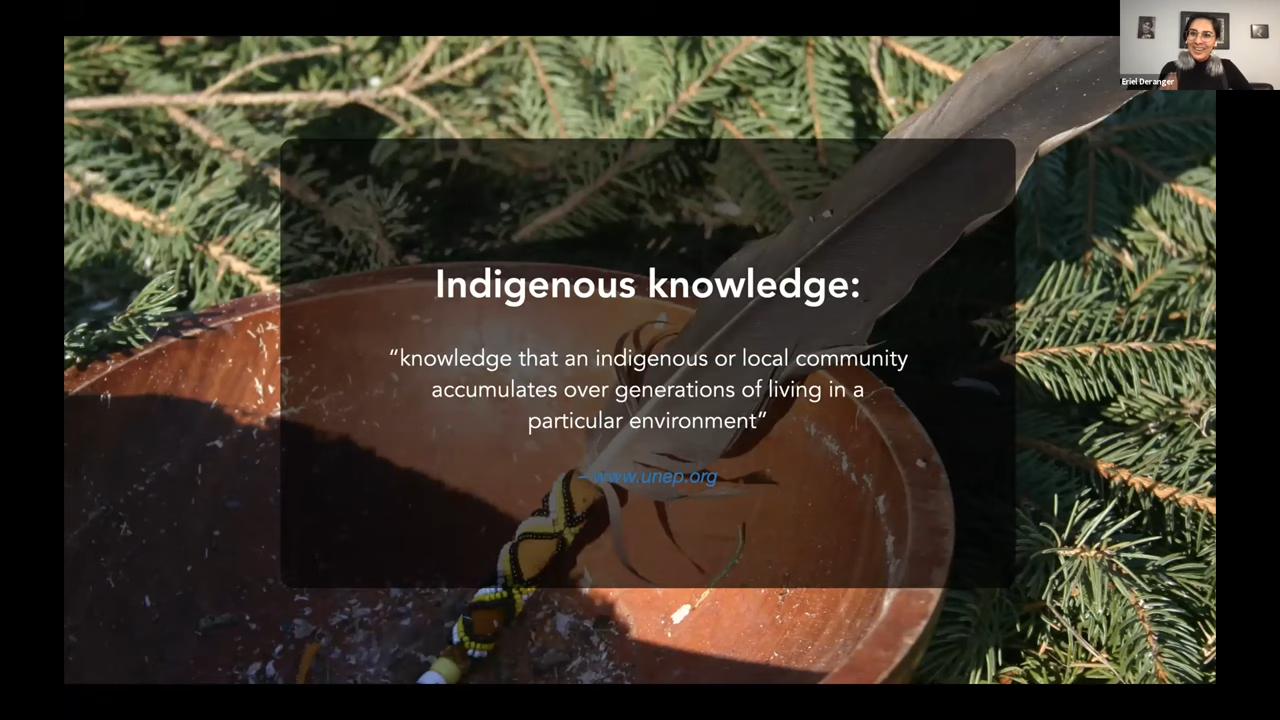 Eriel Deranger
Indigenous knowledge:
“knowledge that an indigenous or local community
accumulates over generations of living in a
particular environment”
– www.unep.org